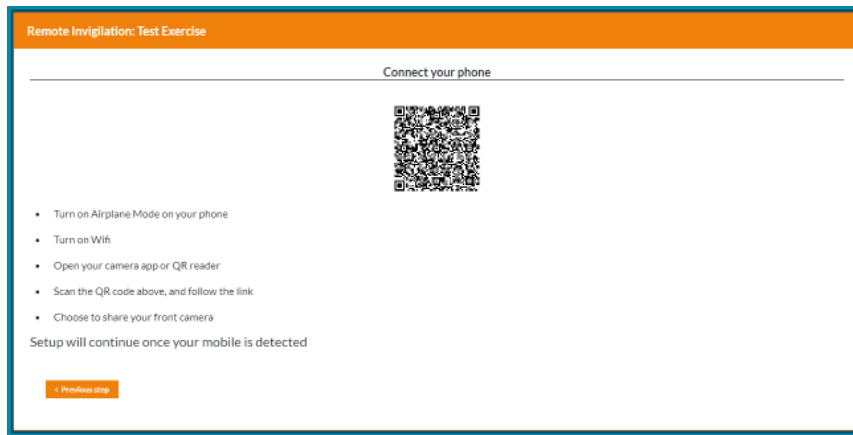 Remote Invigilation: Test Exercise
Connect your phone
• Turn on Airplane Mode on your phone
• Turn on Wifi
• Open your camera app or QR reader
• Scan the QR code above, and follow the link
• Choose to share your front camera
Setup will continue once your mobile is detected
< Previous step